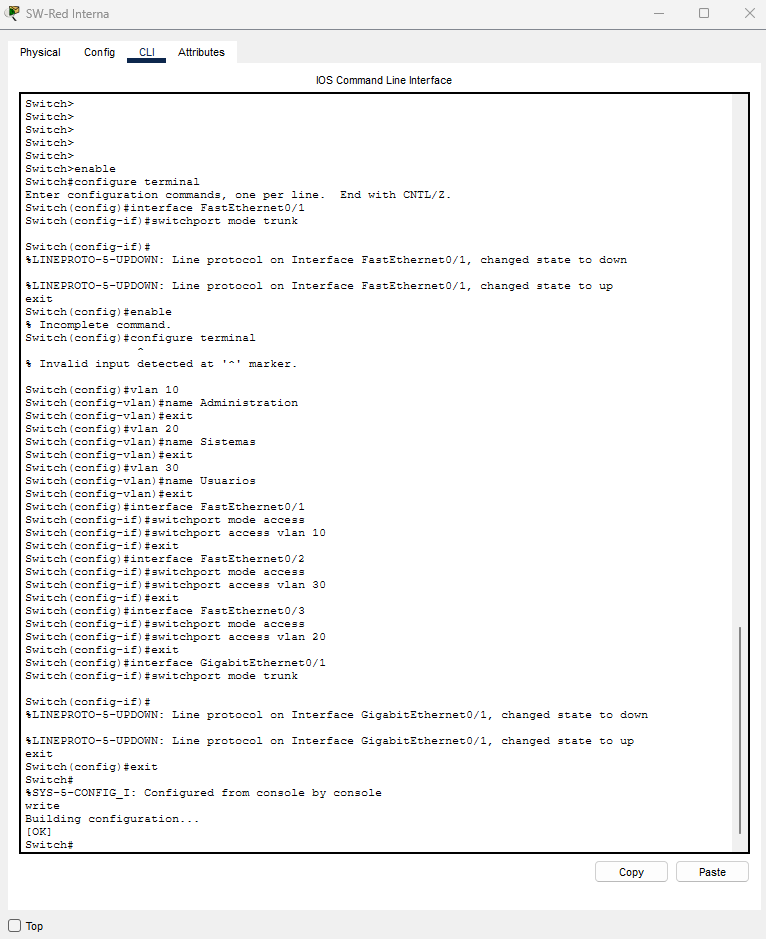 SW-Red Interna
Physical Config CLI Attributes
IOS Command Line Interface
Switch>
Switch>
Switch>
Switch>
Switch>
Switch>enable
Switch#configure terminal
Enter configuration commands, one per line.  End with CNTL/Z.
Switch(config)#interface FastEthernet0/1
Switch(config-if)#switchport mode trunk
Switch(config-if)#
%LINEPROTO-5-UPDOWN: Line protocol on Interface FastEthernet0/1, changed state to down
%LINEPROTO-5-UPDOWN: Line protocol on Interface FastEthernet0/1, changed state to up
exit
Switch(config)#enable
% Incomplete command.
Switch(config)#configure terminal
^
% Invalid input detected at '^' marker.
Switch(config)#vlan 10
Switch(config-vlan)#name Administration
Switch(config-vlan)#exit
Switch(config)#vlan 20
Switch(config-vlan)#name Sistemas
Switch(config-vlan)#exit
Switch(config)#vlan 30
Switch(config-vlan)#name Usuarios
Switch(config-vlan)#exit
Switch(config)#interface FastEthernet0/1
Switch(config-if)#switchport mode access
Switch(config-if)#switchport access vlan 10
Switch(config-if)#exit
Switch(config)#interface FastEthernet0/2
Switch(config-if)#switchport mode access
Switch(config-if)#switchport access vlan 30
Switch(config-if)#exit
Switch(config)#interface FastEthernet0/3
Switch(config-if)#switchport mode access
Switch(config-if)#switchport access vlan 20
Switch(config-if)#exit
Switch(config)#interface GigabitEthernet0/1
Switch(config-if)#switchport mode trunk
Switch(config-if)#
%LINEPROTO-5-UPDOWN: Line protocol on Interface GigabitEthernet0/1, changed state to down
%LINEPROTO-5-UPDOWN: Line protocol on Interface GigabitEthernet0/1, changed state to up
exit
Switch(config)#exit
Switch#
%SYS-5-CONFIG_I: Configured from console by console
write
Building configuration...
[OK]
Switch#
Copy Paste
Top